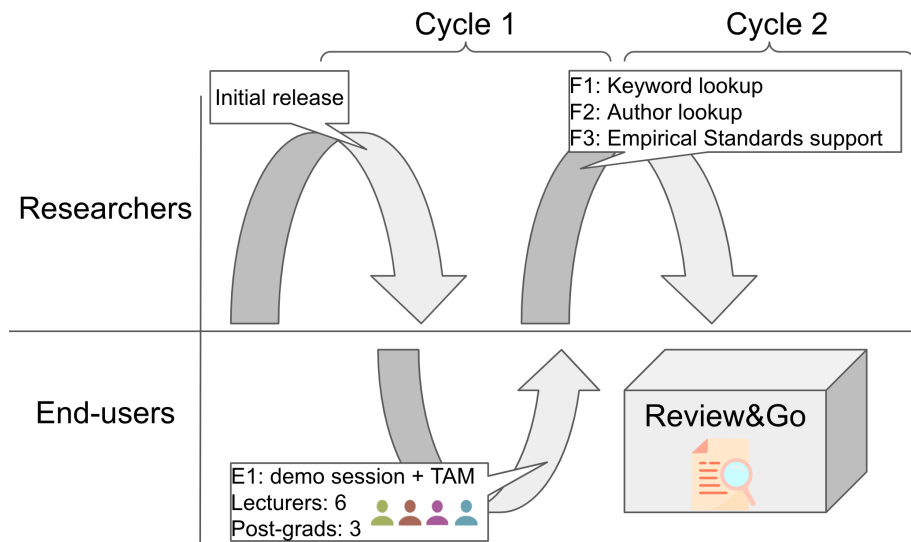 Cycle 1
Cycle 2
Initial release
F1: Keyword lookup
F2: Author lookup
F3: Empirical Standards support
Researchers
End-users
Review&Go
E1: demo session + TAM
Lecturers: 6
Post-grads: 3